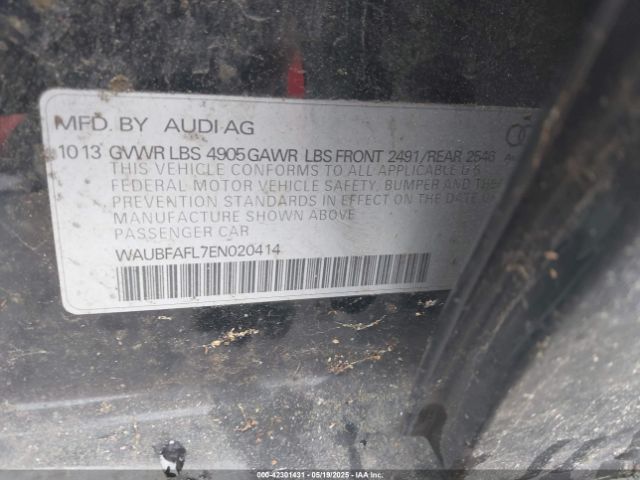 MFD. BY AUDI AG
10 13 GVWR LBS 4905 GAWR LBS FRONT 2491/REAR 2546
THIS VEHICLE CONFORMS TO ALL APPLICABLE
FEDERAL MOTOR VEHICLE SAFETY, BUMPER AND
PREVENTION STANDARDS IN EFFECT ON THE DATE
MANUFACTURE SHOWN ABOVE
PASSENGER CAR
WAUBFAFL7EN020414
000-42301431 - 05/19/2025 - IAA Inc.